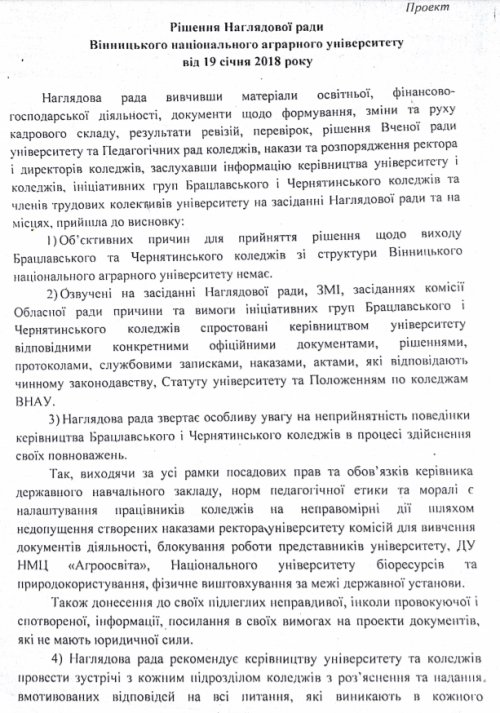 Проект
Рішення Наглядової ради
Вінницького національного аграрного університету
від 19 січня 2018 року
Наглядова рада вивчивши матеріали освітньої, фінансово-
господарської діяльності, документи щодо формування, зміни та руху
кадрового складу, результати ревізій, перевірок, рішення Вченої ради
університету та Педагогічних рад коледжів, накази та розпорядження ректора
і директорів коледжів, заслухавши інформацію керівництва університету і
коледжів, ініціативних груп Брацлавського і Чернятинського коледжів та
членів трудових колективів університету на засіданні Наглядової ради та на
місцях, прийшла до висновку:
1) Об'єктивних причин для прийняття рішення щодо виходу
Брацлавського та Чернятинського коледжів зі структури Вінницького
національного аграрного університету немає.
2) Озвучені на засіданні Наглядової ради, ЗМІ, засіданнях комісії
Обласної ради причини та вимоги ініціативних груп Брацлавського і
Чернятинського коледжів спростовані керівництвом університету
відповідними конкретними офіційними документами, рішеннями,
протоколами, службовими записками, наказами, актами, які відповідають
чинному законодавству, Статуту університету та Положенням по коледжам
ВНАУ.
3) Наглядова рада звертає особливу увагу на неприйнятність поведінки
керівництва Брацлавського і Чернятинського коледжів в процесі здійснення
своїх повноважень.
Так, виходячи за усі рамки посадових прав та обов'язків керівника
державного навчального закладу, норм педагогічної етики та моралі є
налаштування працівників коледжів на неправомірні дії шляхом
недопущення створених наказами ректора університету комісій для вивчення
документів діяльності, блокування роботи представників університету, ДУ
НМЦ «Агроосвіта», Національного університету біоресурсів та
природокористування, фізичне виштовхування за межі державної установи.
Також донесення до своїх підлеглих неправдивої, інколи провокуючої і
спотвореної, інформації, посилання в своїх вимогах на проекти документів,
які не мають юридичної сили.
4) Наглядова рада рекомендує керівництву університету та коледжів
провести зустрічі з кожним підрозділом коледжів з роз'яснення та надання
вмотивованих відповідей на всі питання, які виникають в кожного